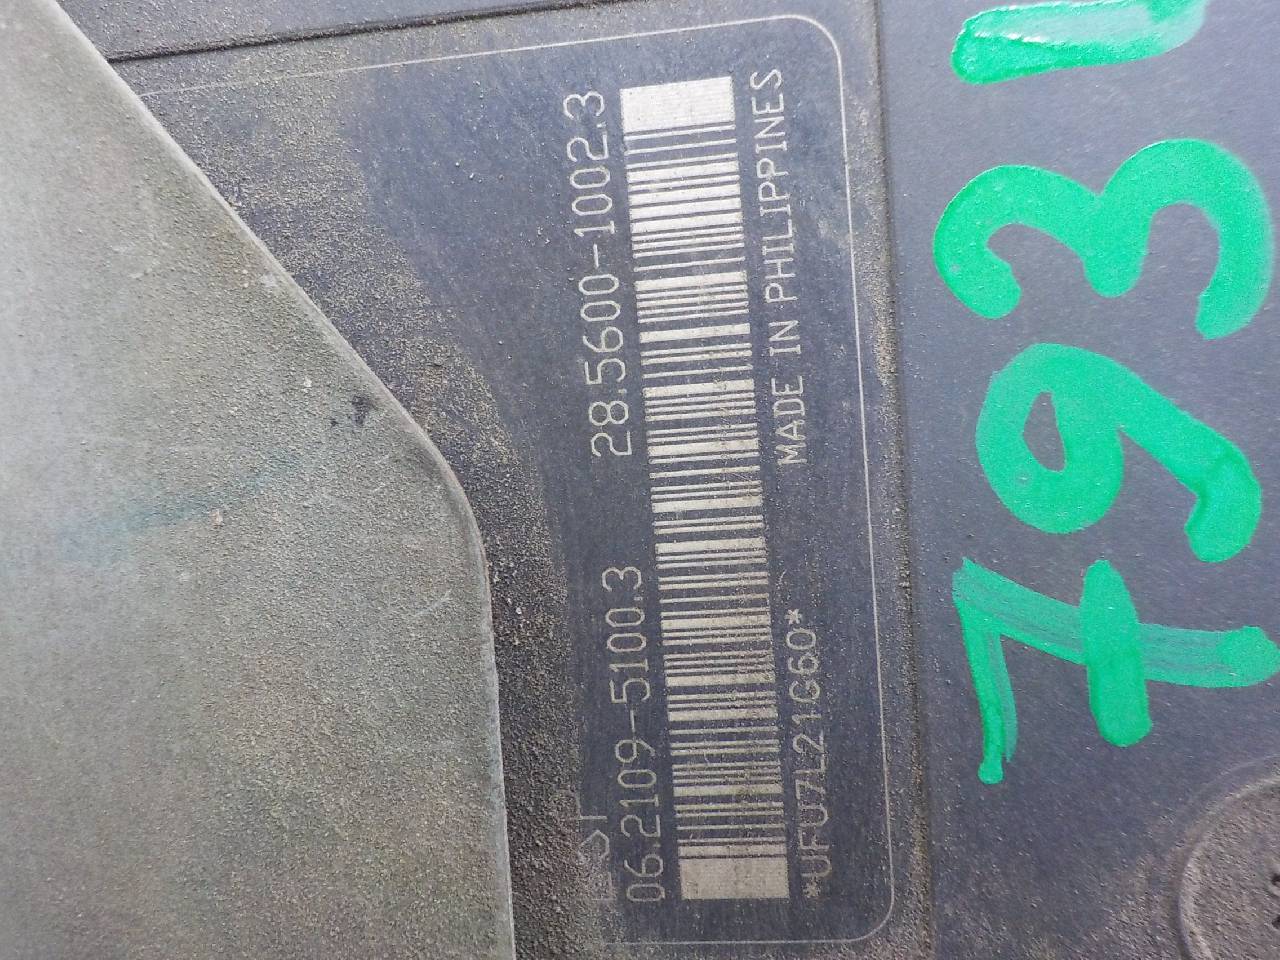 06.2109-5100.3 28.5600-1002.3
*UFU7L21G60* MADE IN PHILIPPINES
793